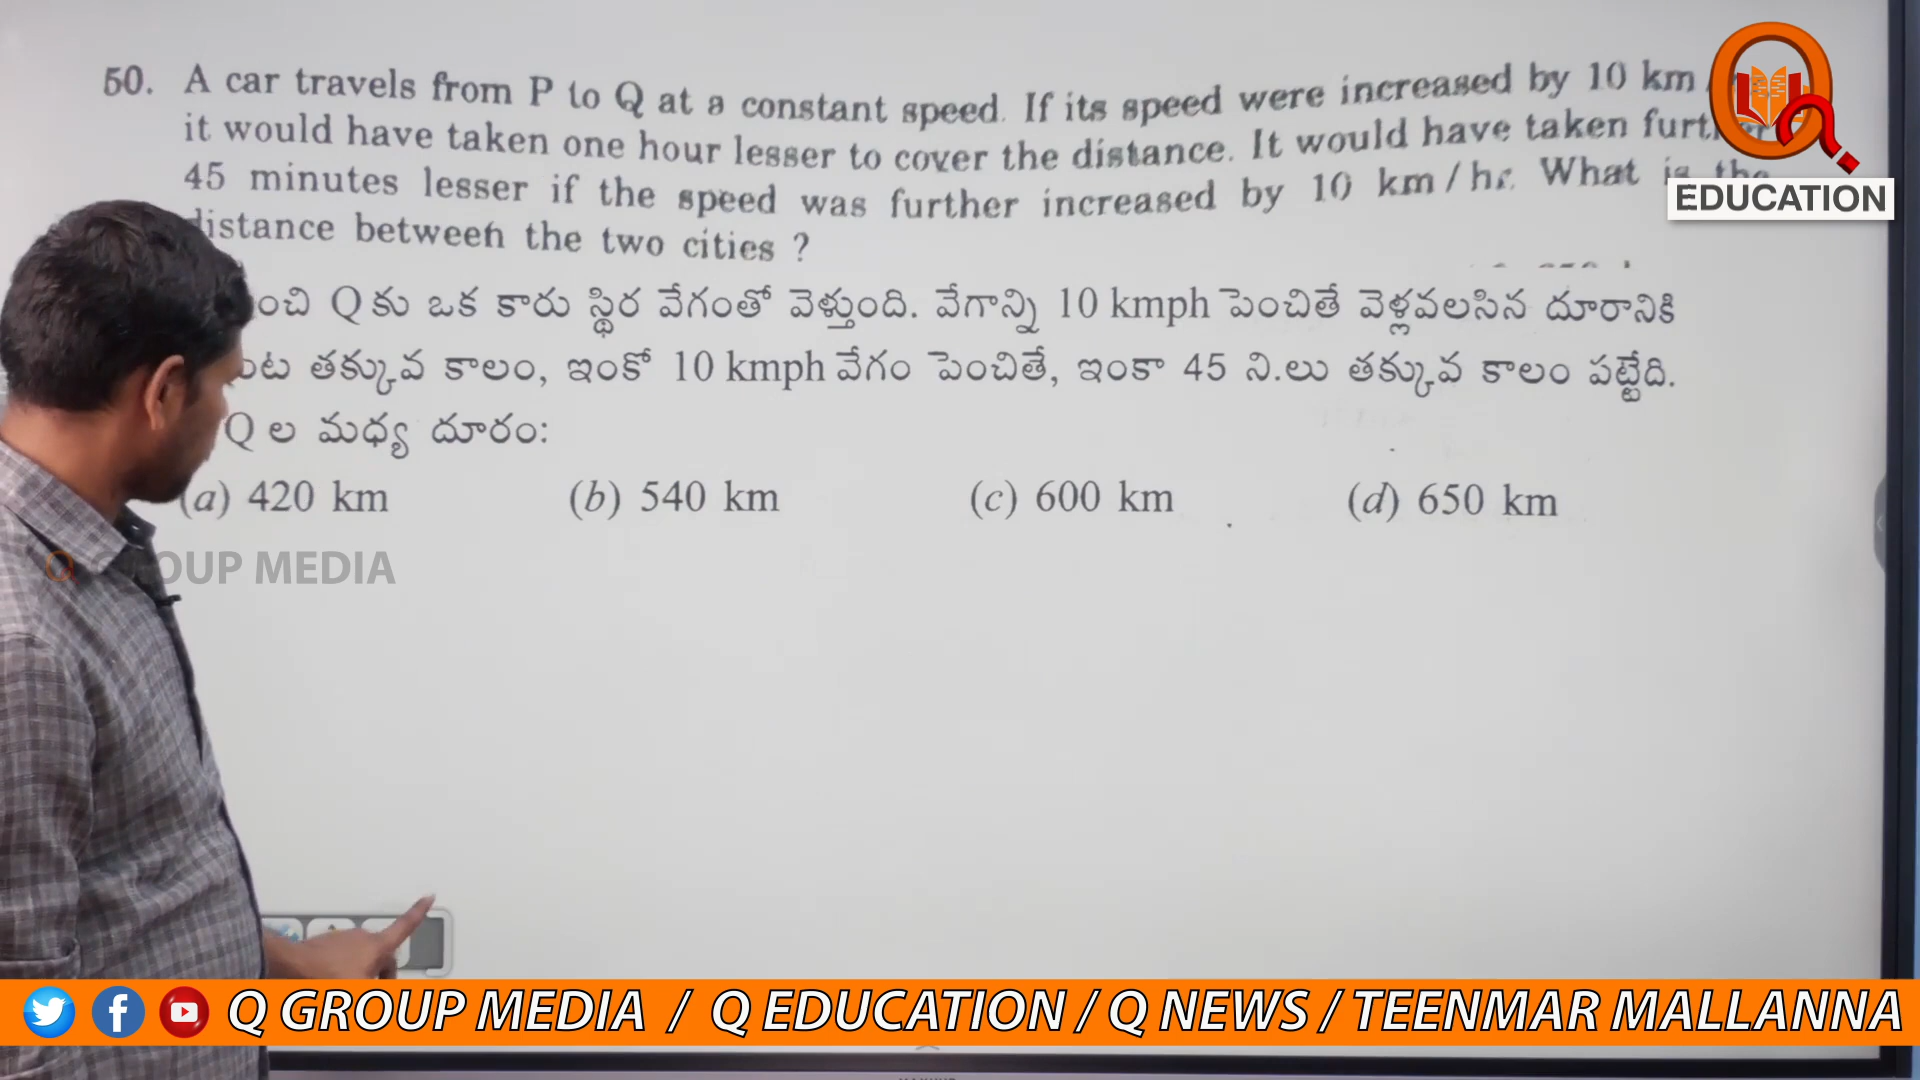 50. A car travels from P to Q at a constant speed. If its speed were increased by 10 km /
it would have taken one hour lesser to cover the distance. It would have taken
45 minutes lesser if the speed was further increased by 10 km / hr. What is the
distance between the two cities ?
Q కు ఒక కారు స్థిర వేగంతో వెళ్తుంది. వేగాన్ని 10 kmph పెంచితే వెళ్లవలసిన దూరానికి
తక్కువ కాలం, ఇంకో 10 kmph వేగం పెంచితే, ఇంకా 45 ని.లు తక్కువ కాలం పట్టేది.
Q ల మధ్య దూరం:
(a) 420 km (b) 540 km (c) 600 km (d) 650 km
Q GROUP MEDIA
Q
EDUCATION
Q GROUP MEDIA / Q EDUCATION / Q NEWS / TEENMAR MALLANNA